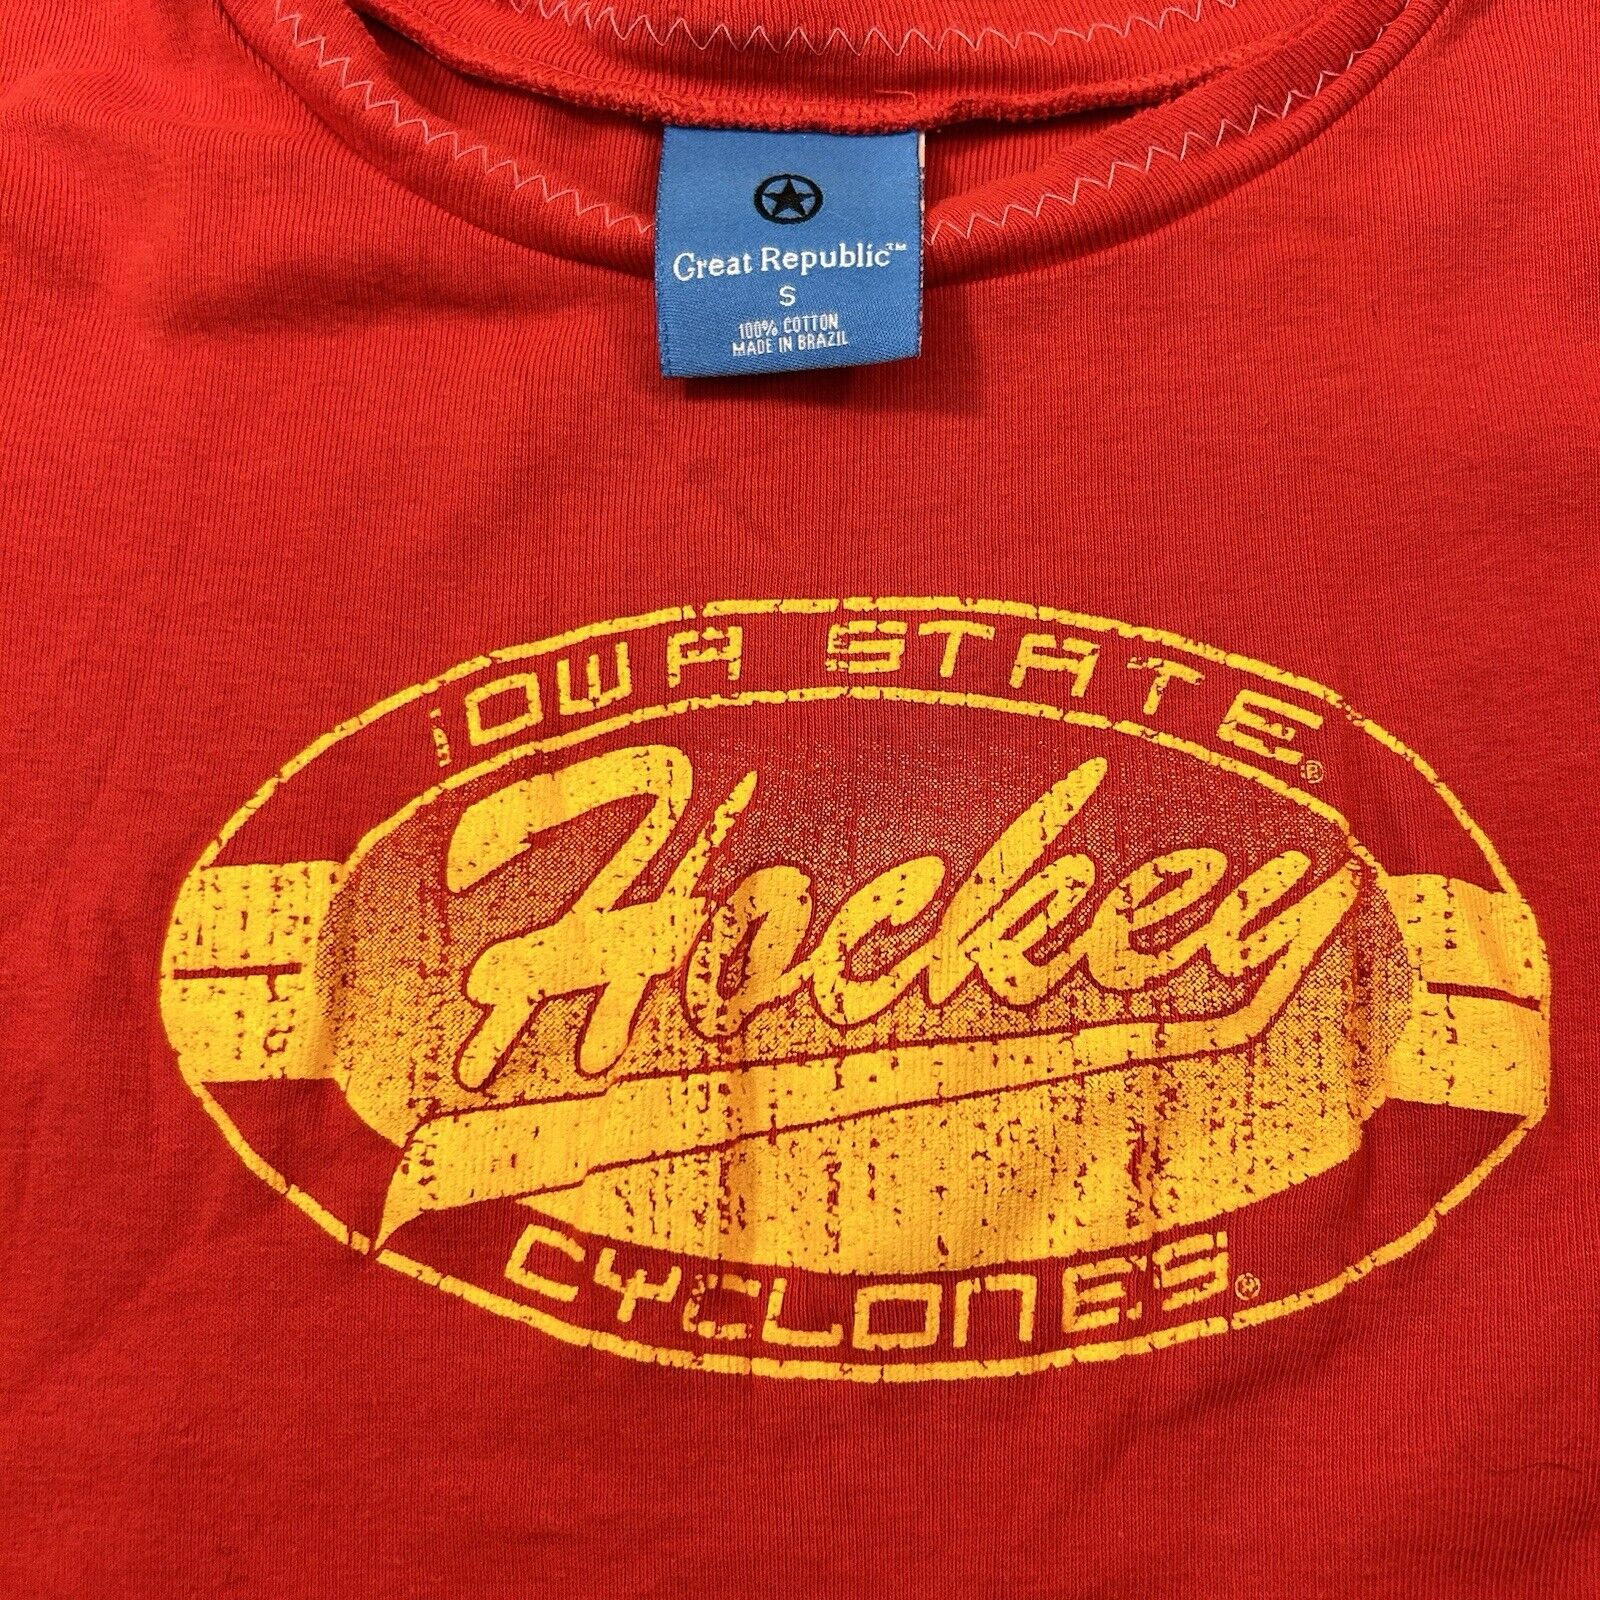 Great Republic™
S
100% COTTON
MADE IN BRAZIL
IOWA STATE®
Hockey
CYCLONES®